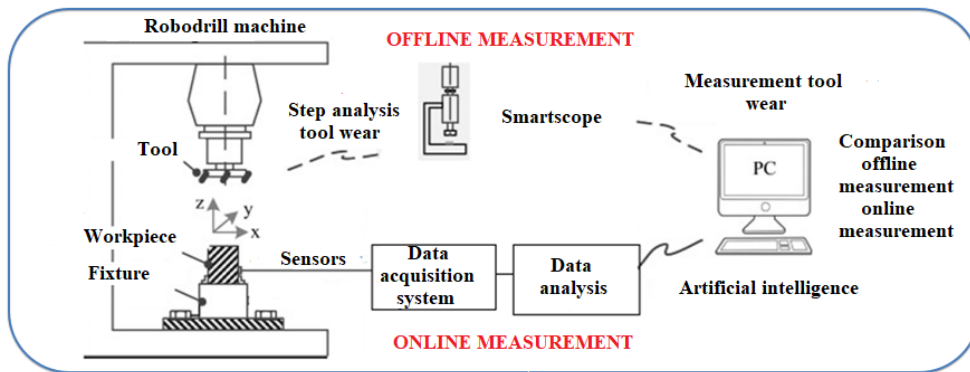 Robodrill machine
OFFLINE MEASUREMENT
Step analysis
tool wear
Smartscope
Measurement tool
wear
Tool
PC
Comparison
offline
measurement
online
measurement
z
y
x
Workpiece
Fixture
Sensors
Data
acquisition
system
Data
analysis
Artificial intelligence
ONLINE MEASUREMENT